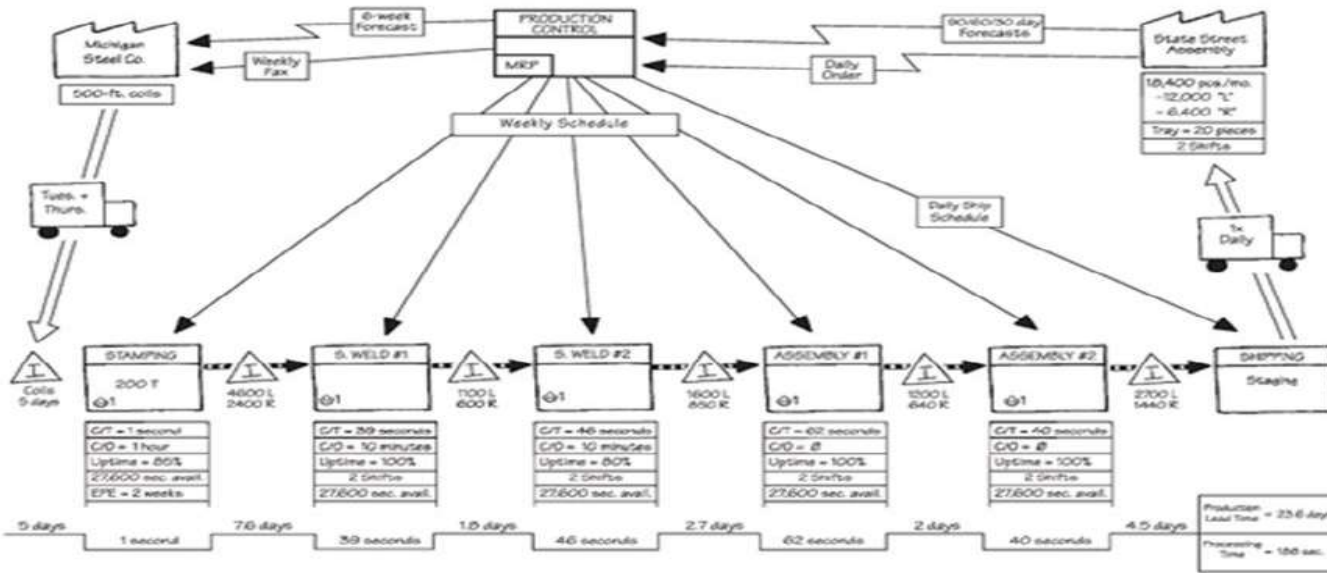 Michigan
Steel Co.
500-ft. coils
6-week
Forecast
Weekly
Fax
PRODUCTION
CONTROL
MRP
90/60/30 day
Forecasts
Daily
Order
State Street
Assembly
18,400 pcs./mo.
-12,000 "L"
- 6,400 "R"
Tray = 20 pieces
2 Shifts
Weekly Schedule
Tues. +
Thurs.
Daily Ship
Schedule
1x
Daily
I
Coils
5 days
STAMPING
200 T
1
C/T = 1 second
C/O = 1 hour
Uptime = 85%
27,600 sec. avail.
EPE = 2 weeks
I
4600 L
2400 R
S. WELD #1
1
C/T = 39 seconds
C/O = 10 minutes
Uptime = 100%
2 Shifts
27,600 sec. avail.
I
1100 L
600 R
S. WELD #2
1
C/T = 46 seconds
C/O = 10 minutes
Uptime = 80%
2 Shifts
27,600 sec. avail.
I
1600 L
850 R
ASSEMBLY #1
1
C/T = 62 seconds
C/O = Ø
Uptime = 100%
2 Shifts
27,600 sec. avail.
I
1200 L
640 R
ASSEMBLY #2
1
C/T = 40 seconds
C/O = Ø
Uptime = 100%
2 Shifts
27,600 sec. avail.
I
2700 L
1440 R
SHIPPING
Staging
5 days
1 second
7.6 days
39 seconds
1.8 days
46 seconds
2.7 days
62 seconds
2 days
40 seconds
4.5 days
Production
Lead Time = 23.6 day
Processing
Time = 188 sec.